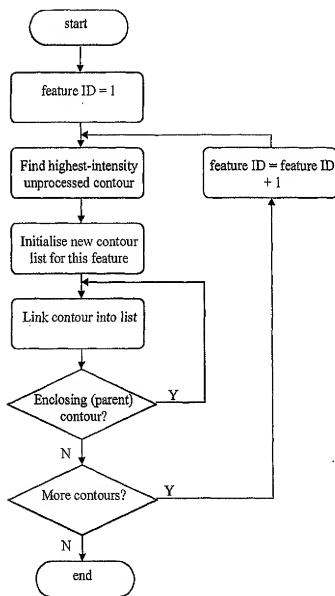 start
feature ID = 1
Find highest-intensity
unprocessed contour
feature ID = feature ID
+ 1
Initialise new contour
list for this feature
Link contour into list
Enclosing (parent)
contour?
Y
N
More contours?
Y
N
end